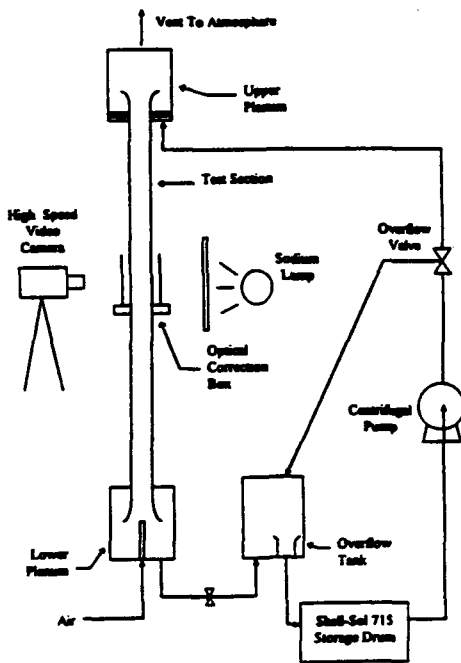 Vent To Atmosphere
Upper
Plenum
Test Section
High Speed
Video
Camera
Overflow
Valve
Sodium
Lamp
Optical
Correction
Box
Centrifugal
Pump
Lower
Plenum
Overflow
Tank
Air
Shell-Sol 715
Storage Drum